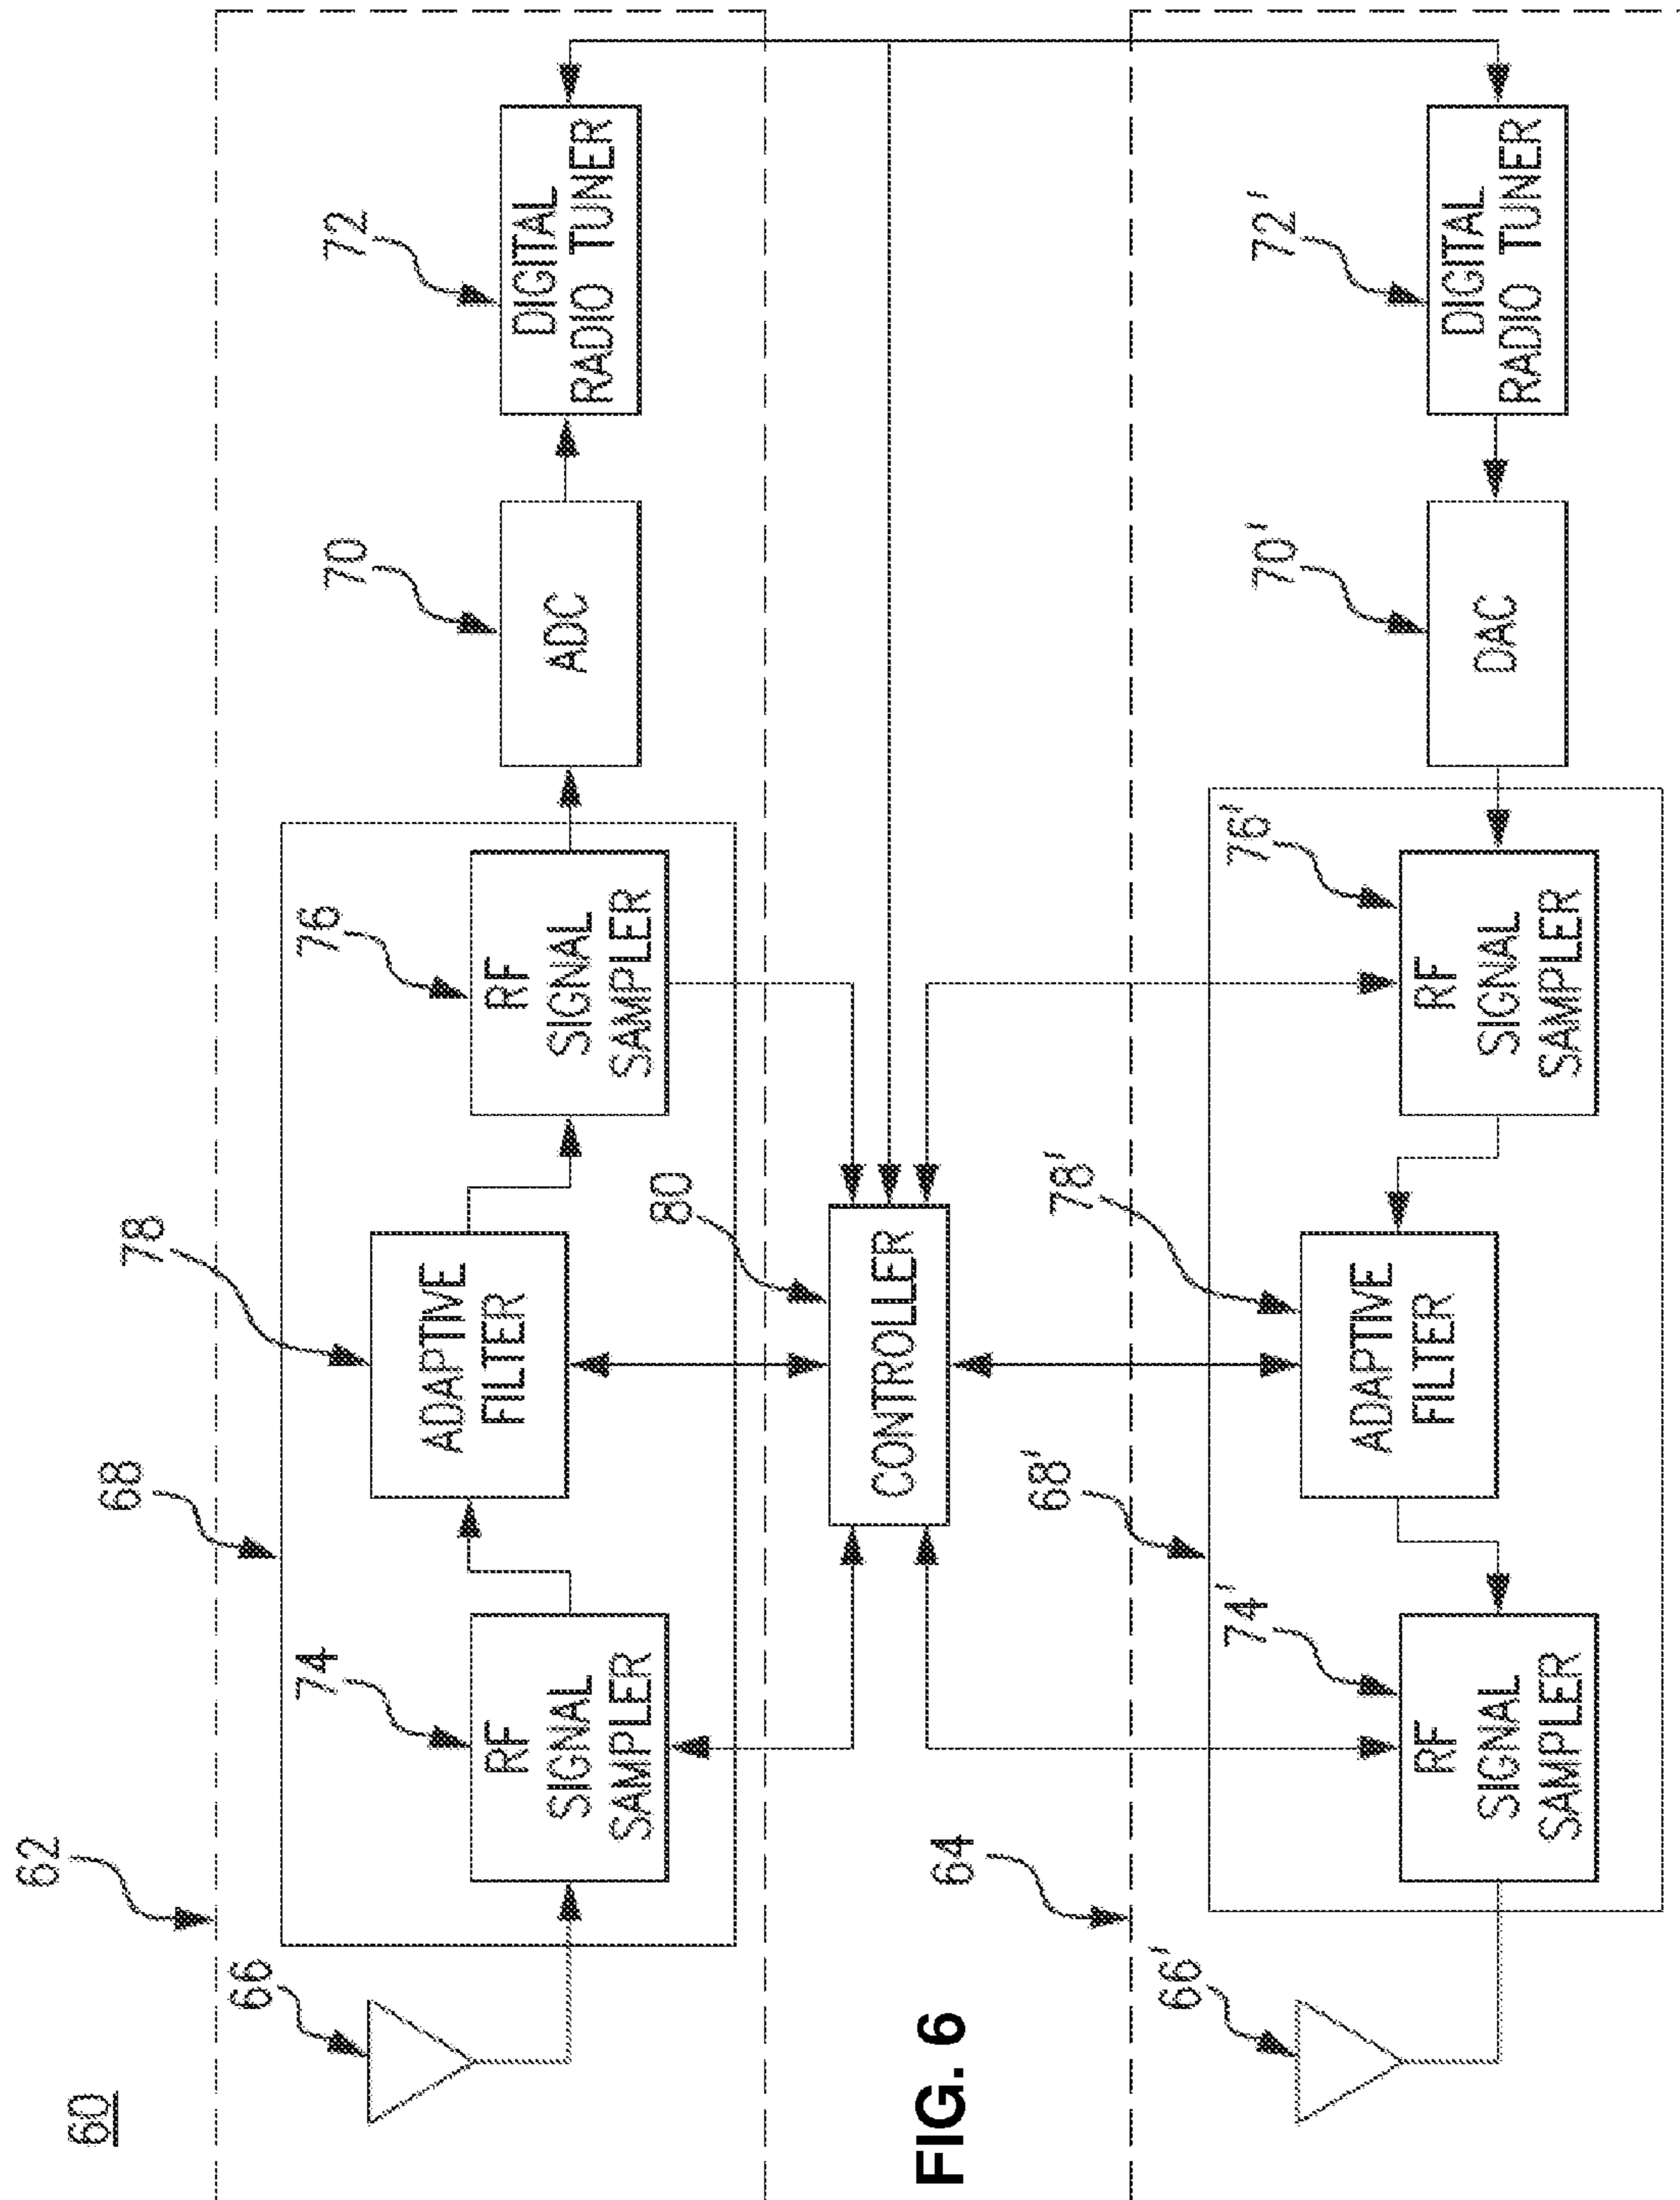 60
62
66
68
74
RF
SIGNAL
SAMPLER
78
ADAPTIVE
FILTER
76
RF
SIGNAL
SAMPLER
70
ADC
72
DIGITAL
RADIO TUNER
80
CONTROLLER
FIG. 6
64
66'
68'
74'
RF
SIGNAL
SAMPLER
78'
ADAPTIVE
FILTER
76'
RF
SIGNAL
SAMPLER
70'
DAC
72'
DIGITAL
RADIO TUNER